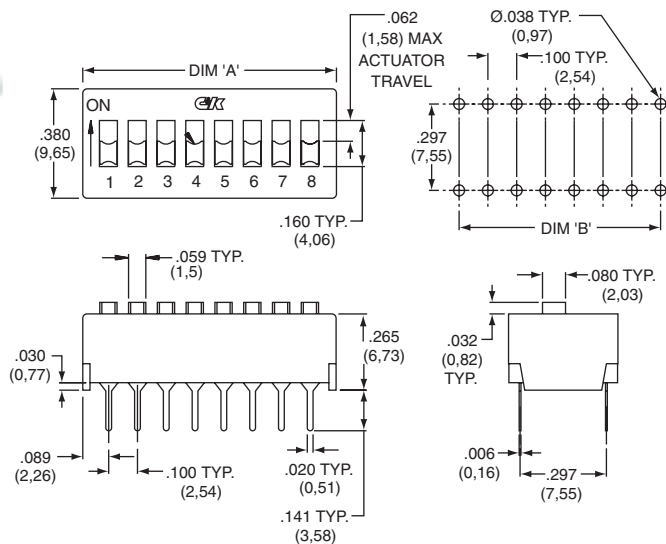 .062
(1,58) MAX
ACTUATOR
TRAVEL
Ø.038 TYP.
(0,97)
.100 TYP.
(2,54)
DIM 'A'
ON
CK
.380
(9,65)
1 2 3 4 5 6 7 8
.160 TYP.
(4,06)
.297
(7,55)
DIM 'B'
.059 TYP.
(1,5)
.080 TYP.
(2,03)
.030
(0,77)
.265
(6,73)
.032
(0,82)
TYP.
.089
(2,26)
.100 TYP.
(2,54)
.020 TYP.
(0,51)
.141 TYP.
(3,58)
.006
(0,16)
.297
(7,55)